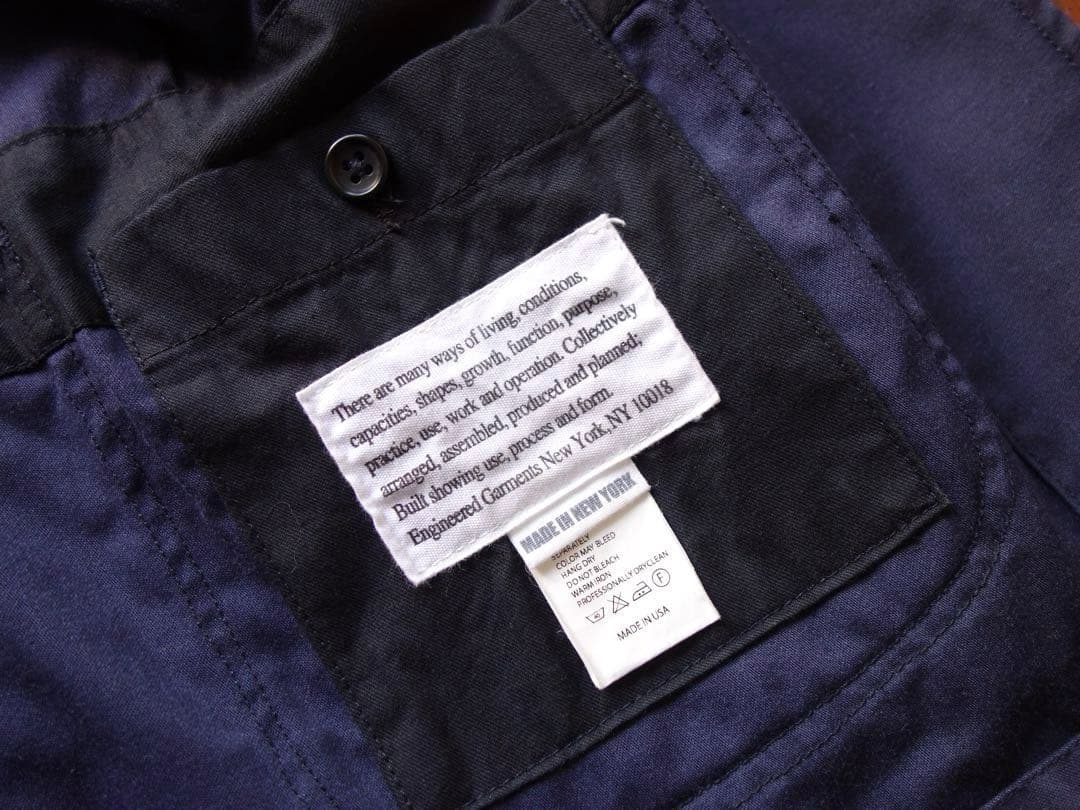 There are many ways of living, conditions,
capacities, shapes, growth, function, purpose,
practice, use, work and operation. Collectively
arranged, assembled, produced and planned;
Built showing use, process and form.
Engineered Garments New York, NY 10018
MADE IN NEW YORK
SEPARATELY
COLOR MAY BLEED
HANG DRY
DO NOT BLEACH
WARM IRON
PROFESSIONALLY DRYCLEAN
40 F
MADE IN USA